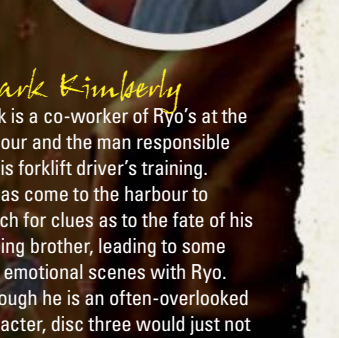 ark Kimberly
k is a co-worker of Ryo's at the
our and the man responsible
is forklift driver's training.
as come to the harbour to
ch for clues as to the fate of his
ing brother, leading to some
emotional scenes with Ryo.
ough he is an often-overlooked
acter, disc three would just not